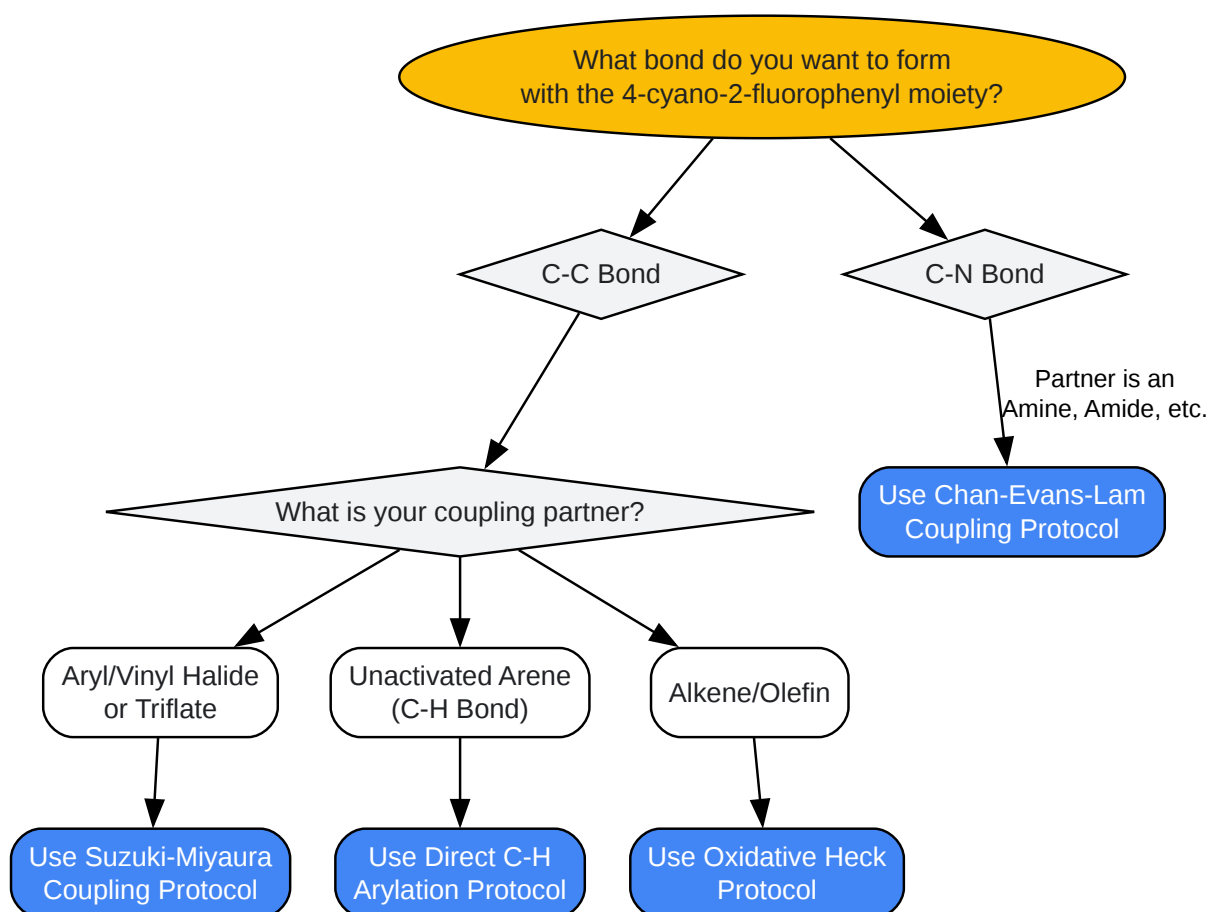 What bond do you want to form
with the 4-cyano-2-fluorophenyl moiety?
C-C Bond
C-N Bond
Partner is an
Amine, Amide, etc.
What is your coupling partner?
Use Chan-Evans-Lam
Coupling Protocol
Aryl/Vinyl Halide
or Triflate
Unactivated Arene
(C-H Bond)
Alkene/Olefin
Use Suzuki-Miyaura
Coupling Protocol
Use Direct C-H
Arylation Protocol
Use Oxidative Heck
Protocol